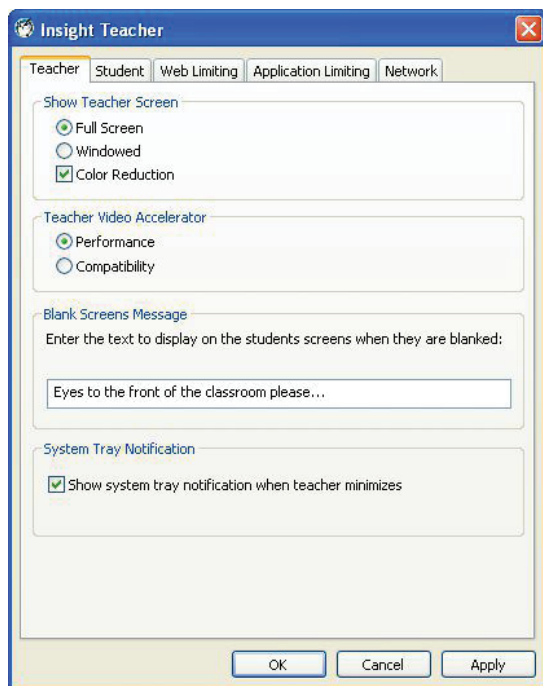 Insight Teacher
Teacher Student Web Limiting Application Limiting Network
Show Teacher Screen
Full Screen
Windowed
Color Reduction
Teacher Video Accelerator
Performance
Compatibility
Blank Screens Message
Enter the text to display on the students screens when they are blanked:
Eyes to the front of the classroom please...
System Tray Notification
Show system tray notification when teacher minimizes
OK Cancel Apply